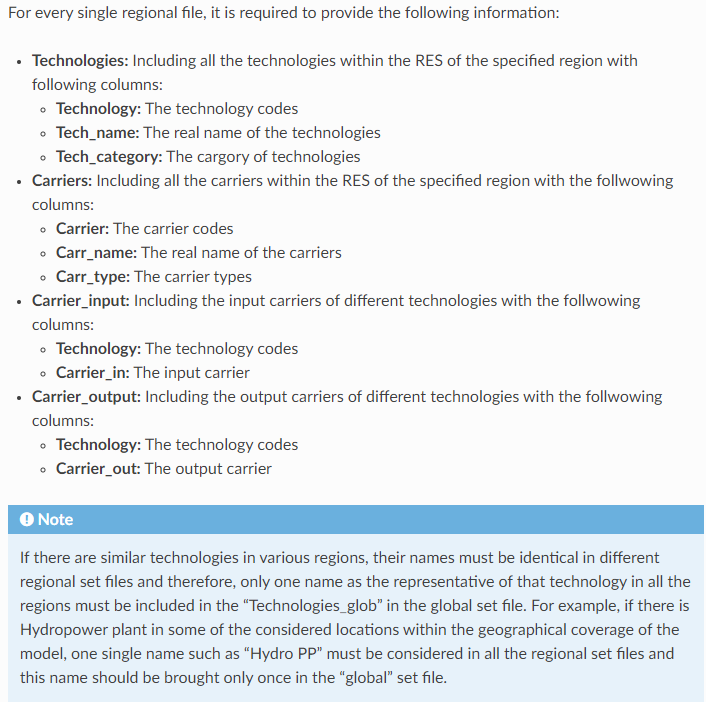 For every single regional file, it is required to provide the following information:
• Technologies: Including all the technologies within the RES of the specified region with
following columns:
◦ Technology: The technology codes
◦ Tech_name: The real name of the technologies
◦ Tech_category: The cargory of technologies
• Carriers: Including all the carriers within the RES of the specified region with the follwowing
columns:
◦ Carrier: The carrier codes
◦ Carr_name: The real name of the carriers
◦ Carr_type: The carrier types
• Carrier_input: Including the input carriers of different technologies with the follwowing
columns:
◦ Technology: The technology codes
◦ Carrier_in: The input carrier
• Carrier_output: Including the output carriers of different technologies with the follwowing
columns:
◦ Technology: The technology codes
◦ Carrier_out: The output carrier
Note
If there are similar technologies in various regions, their names must be identical in different
regional set files and therefore, only one name as the representative of that technology in all the
regions must be included in the “Technologies_glob” in the global set file. For example, if there is
Hydropower plant in some of the considered locations within the geographical coverage of the
model, one single name such as “Hydro PP” must be considered in all the regional set files and
this name should be brought only once in the “global” set file.